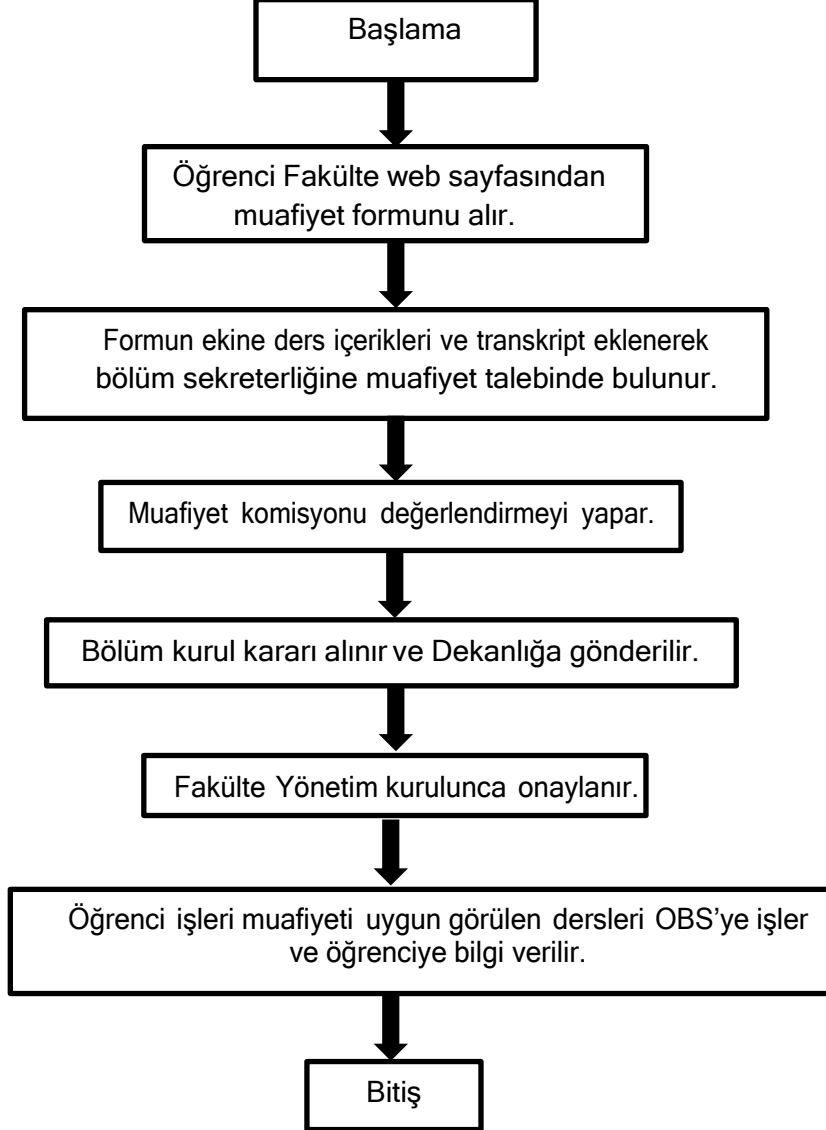 Başlama
Öğrenci Fakülte web sayfasından
muafiyet formunu alır.
Formun ekine ders içerikleri ve transkript eklenerek
bölüm sekreterliğine muafiyet talebinde bulunur.
Muafiyet komisyonu değerlendirmeyi yapar.
Bölüm kurul kararı alınır ve Dekanlığa gönderilir.
Fakülte Yönetim kurulunca onaylanır.
Öğrenci işleri muafiyeti uygun görülen dersleri OBS’ye işler
ve öğrenciye bilgi verilir.
Bitiş